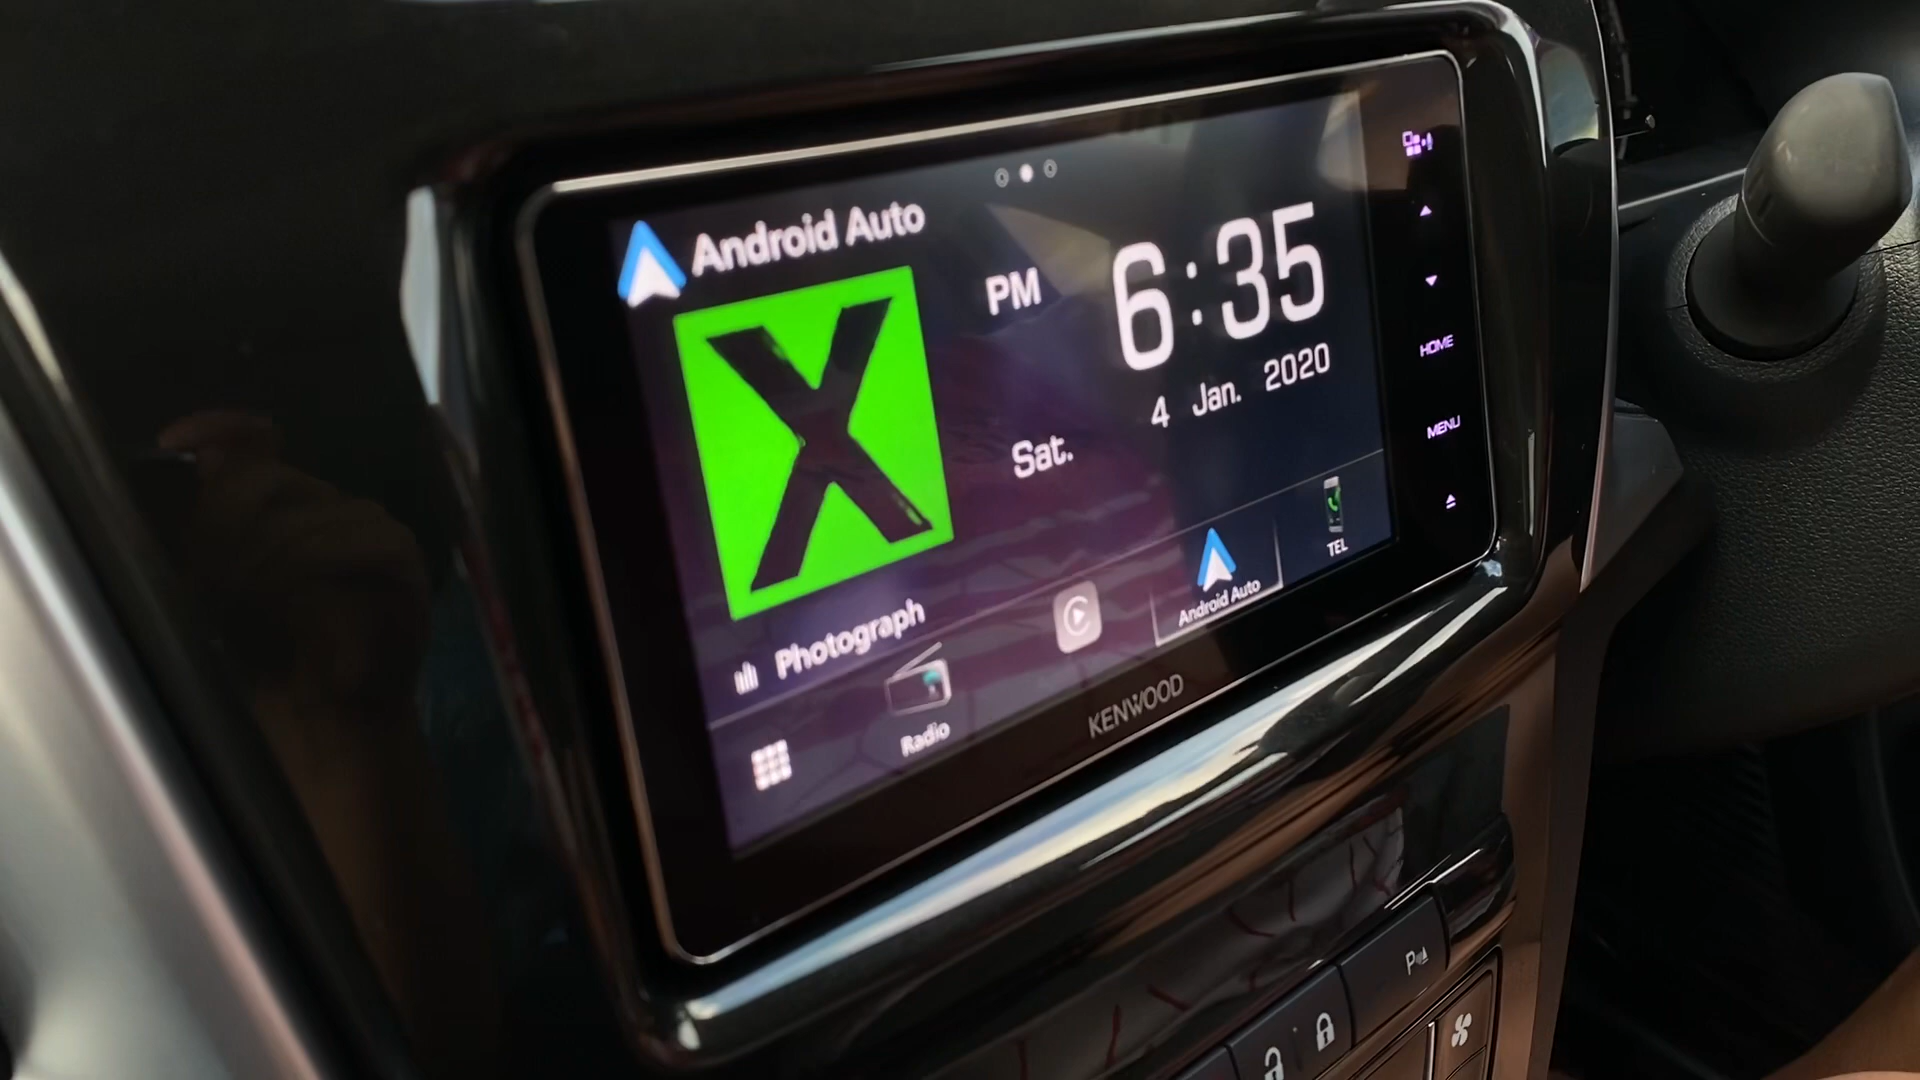 Android Auto
X
PM 6:35
4 Jan. 2020
Sat.
Photograph
Radio
Android Auto
TEL
HOME
MENU
KENWOOD
P